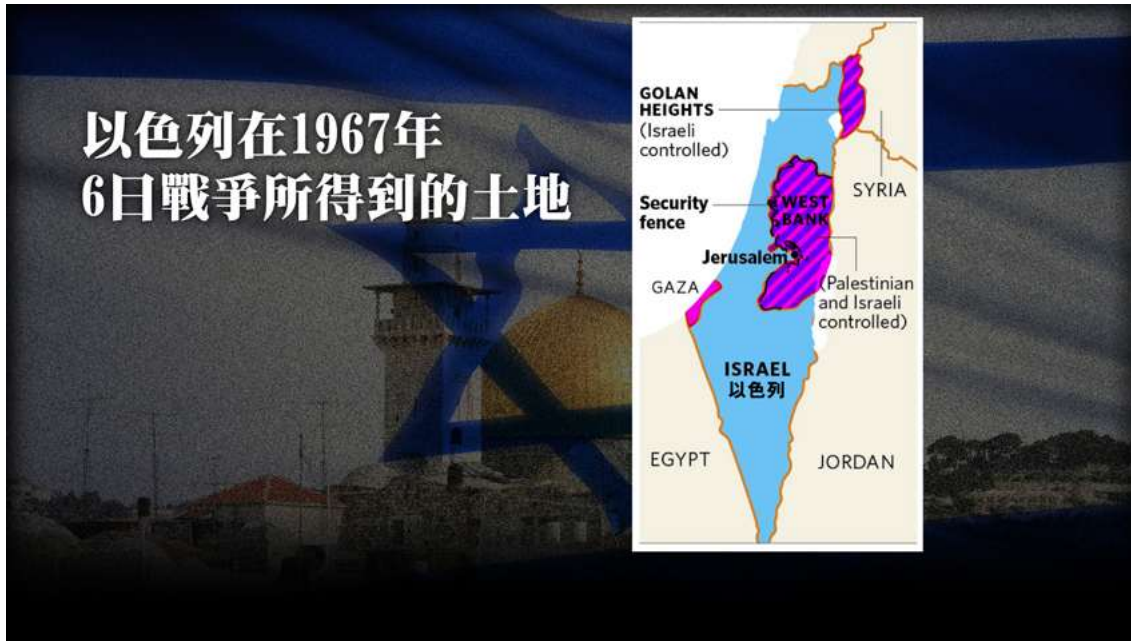 以色列在1967年
6日戰爭所得到的土地
GOLAN
HEIGHTS
(Israeli
controlled)
SYRIA
Security
fence
WEST
BANK
Jerusalem
GAZA
(Palestinian
and Israeli
controlled)
ISRAEL
以色列
EGYPT
JORDAN